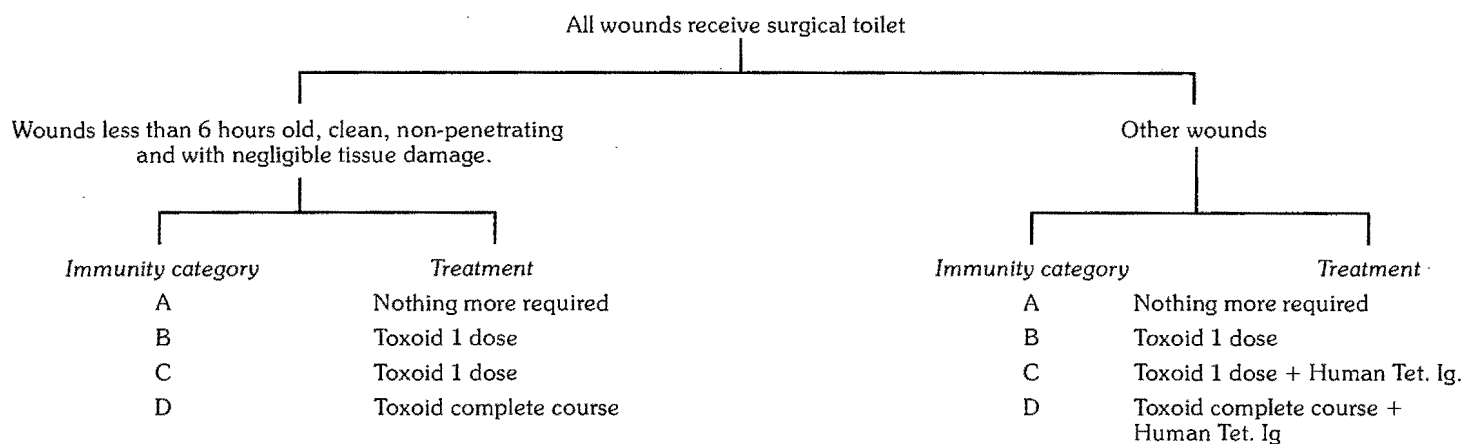 All wounds receive surgical toilet
Wounds less than 6 hours old, clean, non-penetrating
and with negligible tissue damage.
Other wounds
Immunity category Treatment
A Nothing more required
B Toxoid 1 dose
C Toxoid 1 dose
D Toxoid complete course
Immunity category Treatment
A Nothing more required
B Toxoid 1 dose
C Toxoid 1 dose + Human Tet. Ig.
D Toxoid complete course +
Human Tet. Ig